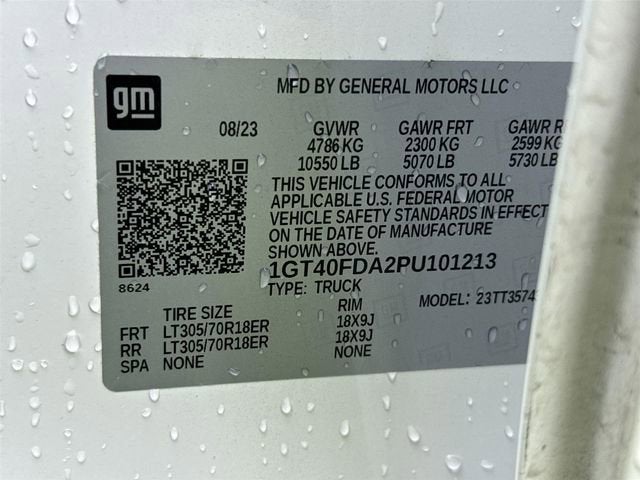 gm
MFD BY GENERAL MOTORS LLC
08/23 GVWR GAWR FRT GAWR
4786 KG 2300 KG 2599 KG
10550 LB 5070 LB 5730 LB
THIS VEHICLE CONFORMS TO ALL
APPLICABLE U.S. FEDERAL MOTOR
VEHICLE SAFETY STANDARDS IN EFFECT
ON THE DATE OF MANUFACTURE
SHOWN ABOVE.
1GT40FDA2PU101213
8624
TYPE: TRUCK MODEL: 23TT3574
TIRE SIZE RIM
FRT LT305/70R18ER 18X9J
RR LT305/70R18ER 18X9J
SPA NONE NONE